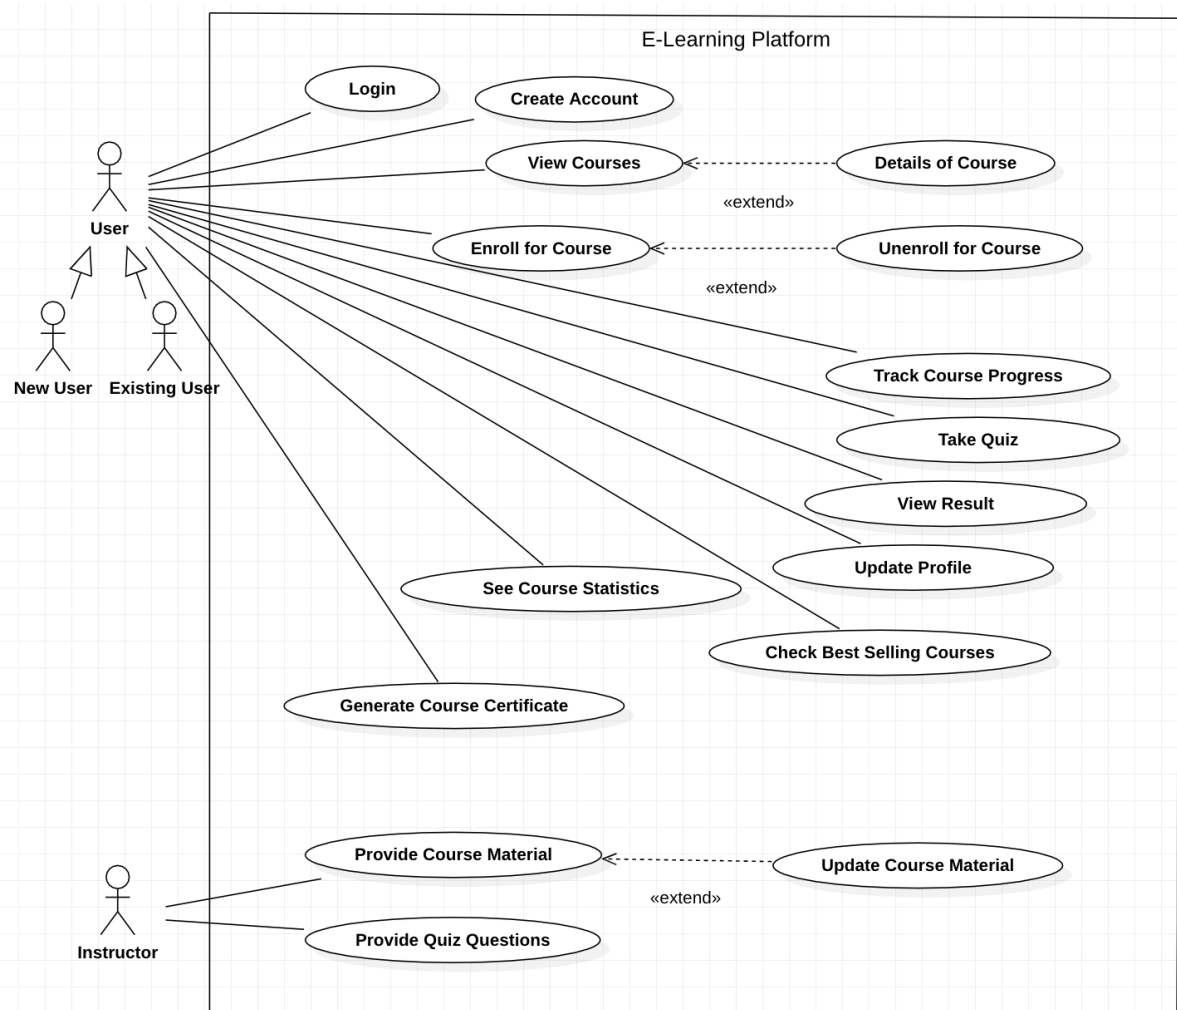 E-Learning Platform
Login
Create Account
View Courses
Details of Course
«extend»
User
Enroll for Course
Unenroll for Course
«extend»
New User
Existing User
Track Course Progress
Take Quiz
View Result
Update Profile
See Course Statistics
Check Best Selling Courses
Generate Course Certificate
Provide Course Material
Update Course Material
«extend»
Instructor
Provide Quiz Questions